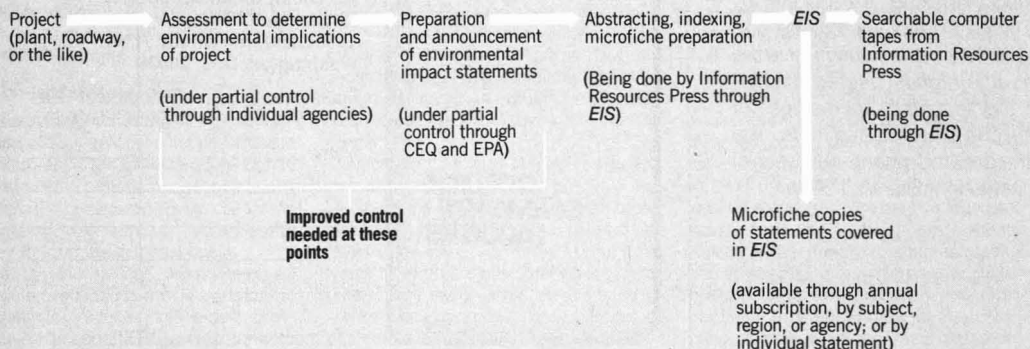 Project
(plant, roadway,
or the like)
Assessment to determine
environmental implications
of project
(under partial control
through individual agencies)
Preparation
and announcement
of environmental
impact statements
(under partial
control through
CEQ and EPA)
Abstracting, indexing,
microfiche preparation
(Being done by Information
Resources Press through
EIS)
EIS
Searchable computer
tapes from
Information Resources
Press
(being done
through EIS)
Improved control
needed at these
points
Microfiche copies
of statements covered
in EIS
(available through annual
subscription, by subject,
region, or agency; or by
individual statement)